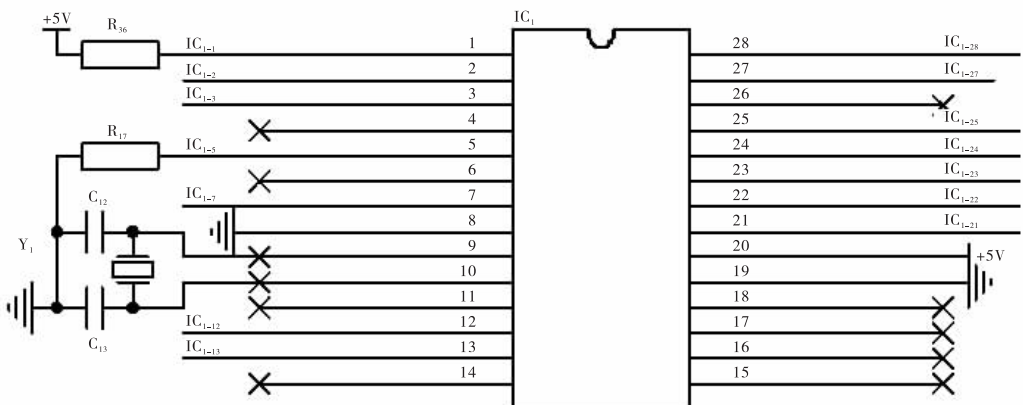 +5V
R36
IC1
IC1-1 1 28 IC1-28
IC1-2 2 27 IC1-27
IC1-3 3 26
4 25 IC1-25
R17
IC1-5 5 24 IC1-24
6 23 IC1-23
IC1-7 7 22 IC1-22
C12
8 21 IC1-21
Y1
9 20
+5V
10 19
11 18
IC1-12 12 17
C13
IC1-13 13 16
14 15